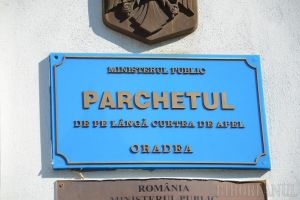 MINISTERUL PUBLIC
PARCHETUL
DE PE LÂNGĂ CURTEA DE APEL
ORADEA
ROMÂNIA
MINISTERUL PUBLIC